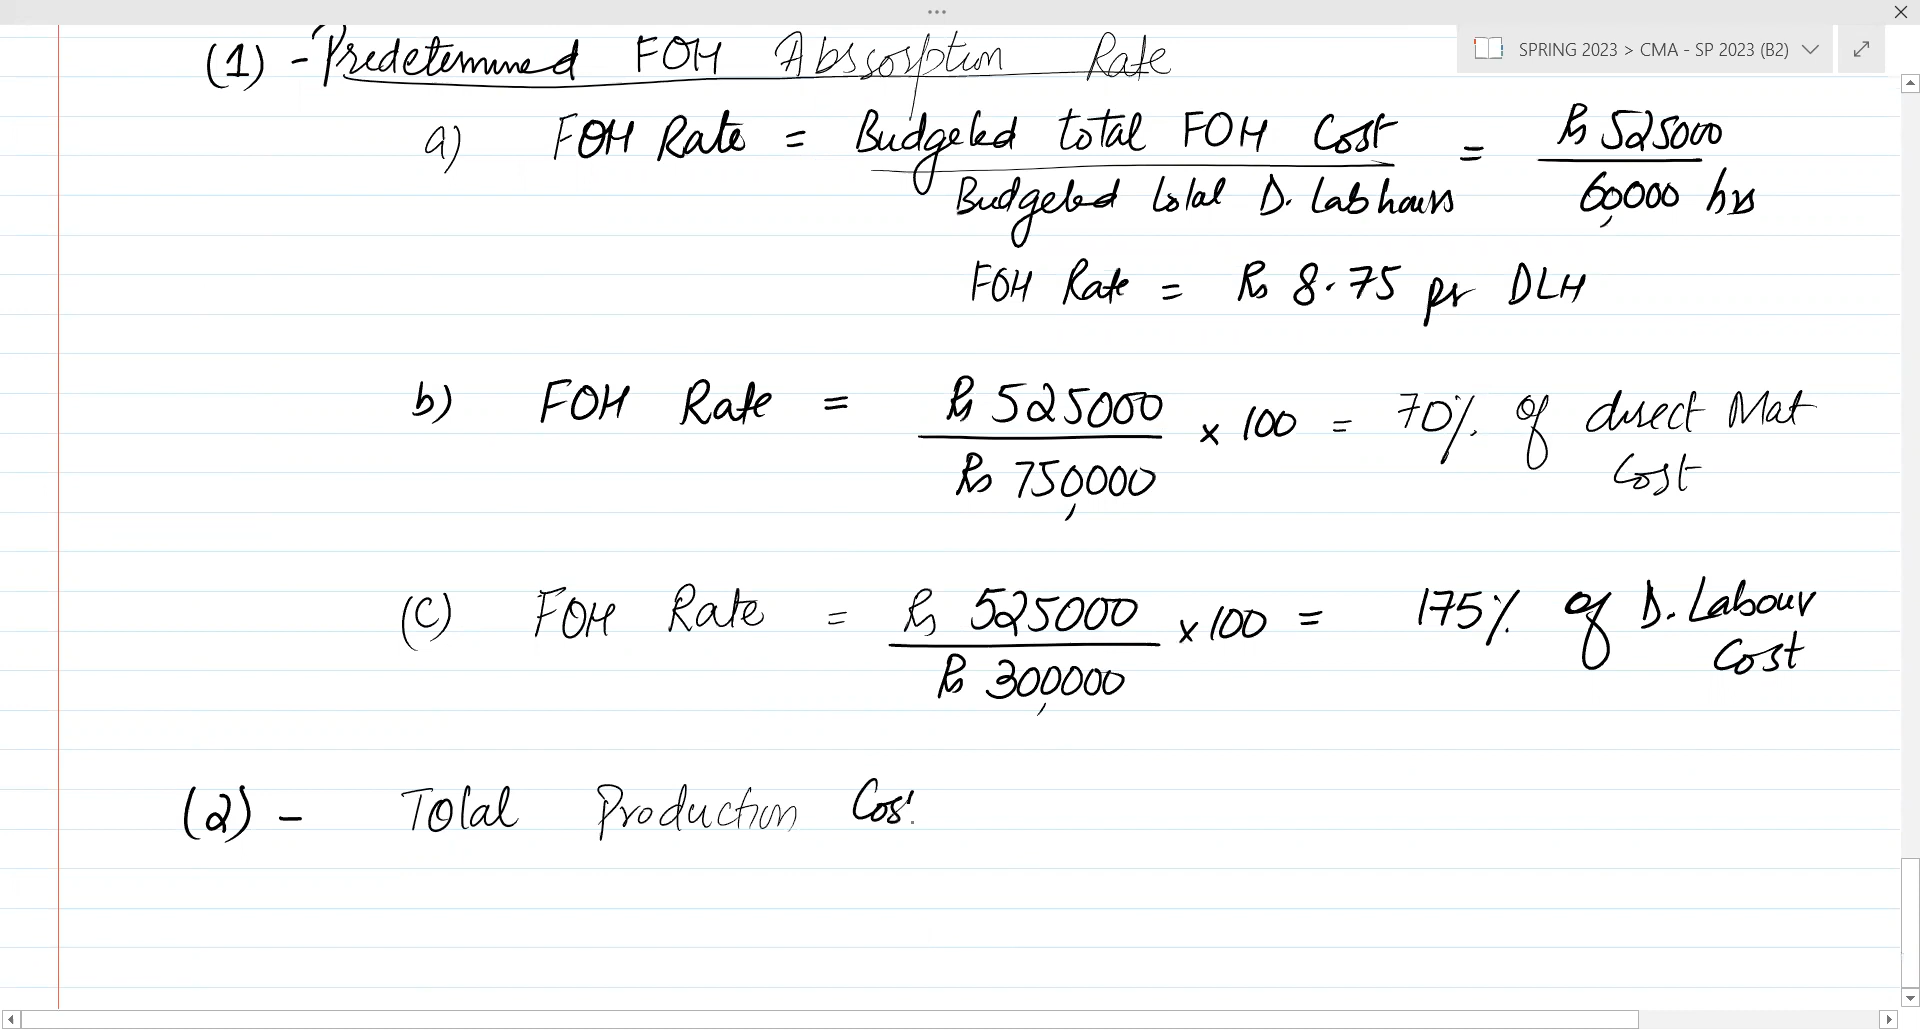 SPRING 2023 > CMA - SP 2023 (B2)
(1) - Predetermined FOH Abssorption Rate
a) FOH Rate = Budgeted total FOH Cost = Rs 525000
Budgeted total D. Lab hours 60,000 hrs
FOH Rate = Rs 8.75 pr DLH
b) FOH Rate = Rs 525000 x 100 = 70% of direct Mat
Rs 750,000 Cost
(C) FOH Rate = Rs 525000 x 100 = 175% of D. Labour
Rs 300,000 Cost
(2) - Total Production Cos